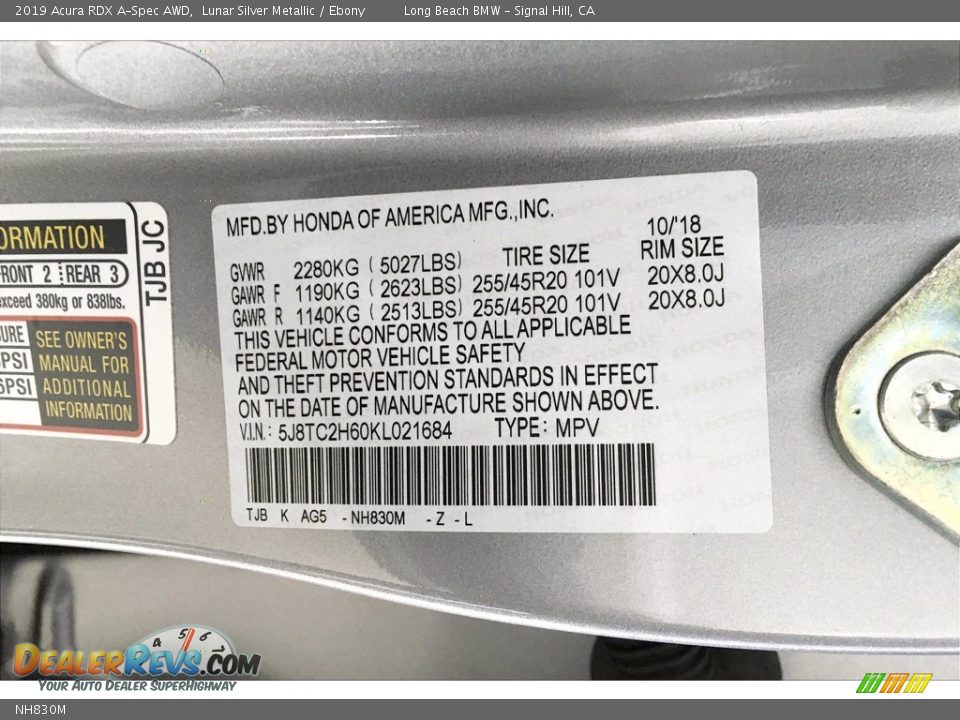 2019 Acura RDX A-Spec AWD, Lunar Silver Metallic / Ebony Long Beach BMW - Signal Hill, CA
ORMATION
FRONT 2 REAR 3
exceed 380kg or 838lbs.
SEE OWNER'S
MANUAL FOR
ADDITIONAL
INFORMATION
TJB JC
MFD.BY HONDA OF AMERICA MFG.,INC.
10/'18
TIRE SIZE RIM SIZE
GVWR 2280KG ( 5027LBS)
GAWR F 1190KG ( 2623LBS) 255/45R20 101V 20X8.0J
GAWR R 1140KG ( 2513LBS) 255/45R20 101V 20X8.0J
THIS VEHICLE CONFORMS TO ALL APPLICABLE
FEDERAL MOTOR VEHICLE SAFETY
AND THEFT PREVENTION STANDARDS IN EFFECT
ON THE DATE OF MANUFACTURE SHOWN ABOVE.
V.I.N.: 5J8TC2H60KL021684 TYPE: MPV
TJB K AG5 -NH830M -Z -L
4 5 6
DEALERREVS.COM
YOUR AUTO DEALER SUPERHIGHWAY
NH830M